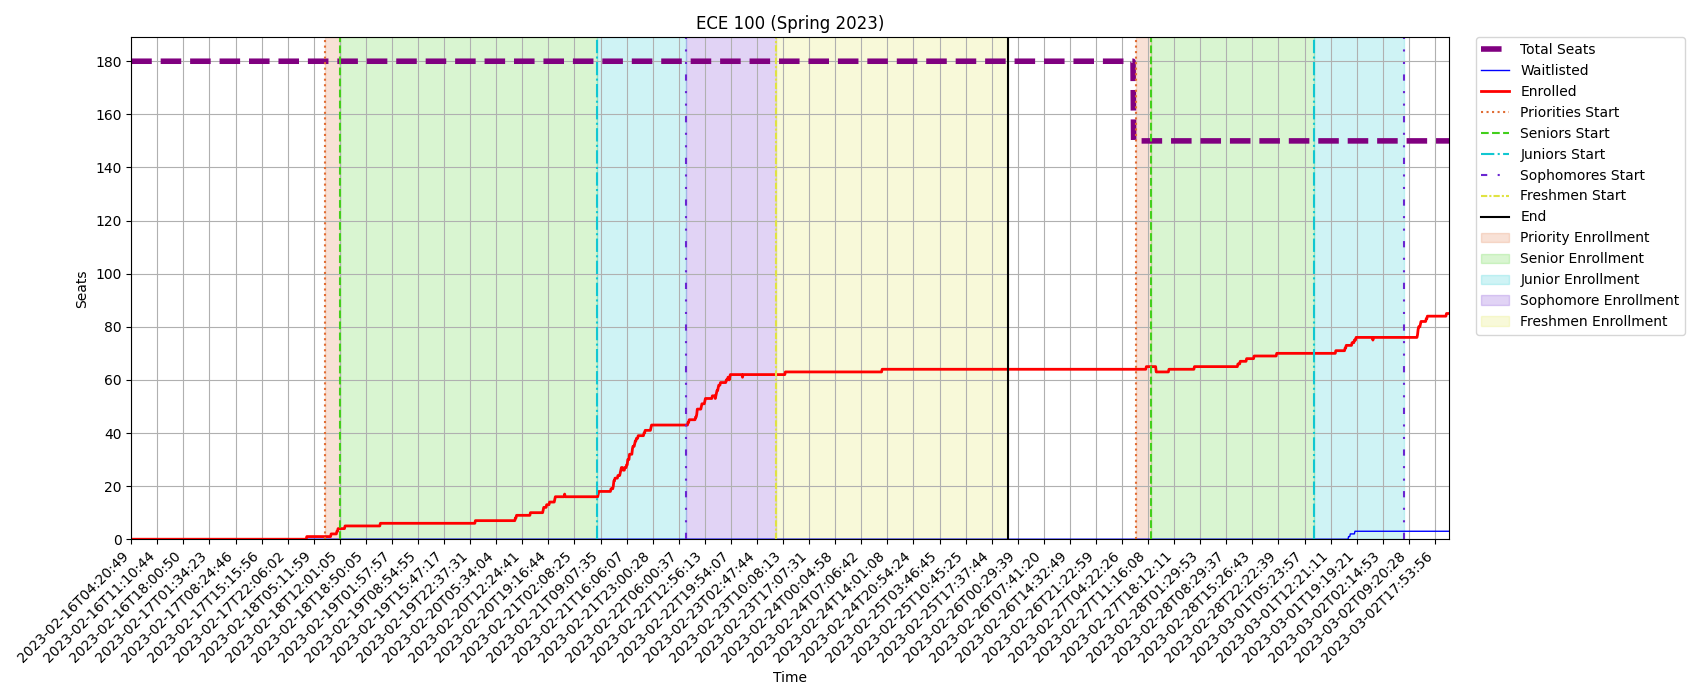 ECE 100 (Spring 2023)
Seats
180
160
140
120
100
80
60
40
20
0
2023-02-16T04:20:49
2023-02-16T11:10:44
2023-02-16T18:00:50
2023-02-17T01:34:23
2023-02-17T08:24:46
2023-02-17T15:15:56
2023-02-17T22:06:02
2023-02-18T05:11:59
2023-02-18T12:01:05
2023-02-18T18:50:05
2023-02-19T01:57:57
2023-02-19T08:54:55
2023-02-19T15:47:17
2023-02-19T22:37:31
2023-02-20T05:34:04
2023-02-20T12:24:41
2023-02-20T19:16:44
2023-02-21T02:08:25
2023-02-21T09:07:35
2023-02-21T16:06:07
2023-02-21T23:00:28
2023-02-22T06:00:37
2023-02-22T12:56:13
2023-02-22T19:54:07
2023-02-23T02:47:44
2023-02-23T10:08:13
2023-02-23T17:07:31
2023-02-24T00:04:58
2023-02-24T07:06:42
2023-02-24T14:01:08
2023-02-24T20:54:24
2023-02-25T03:46:45
2023-02-25T10:45:25
2023-02-25T17:37:44
2023-02-26T00:29:39
2023-02-26T07:41:20
2023-02-26T14:32:49
2023-02-26T21:22:59
2023-02-27T04:22:26
2023-02-27T11:16:08
2023-02-27T18:12:11
2023-02-28T01:29:53
2023-02-28T08:29:37
2023-02-28T15:26:43
2023-02-28T22:22:39
2023-03-01T05:23:57
2023-03-01T12:21:11
2023-03-01T19:19:21
2023-03-02T02:14:53
2023-03-02T09:20:28
2023-03-02T17:53:56
Time
Total Seats
Waitlisted
Enrolled
Priorities Start
Seniors Start
Juniors Start
Sophomores Start
Freshmen Start
End
Priority Enrollment
Senior Enrollment
Junior Enrollment
Sophomore Enrollment
Freshmen Enrollment